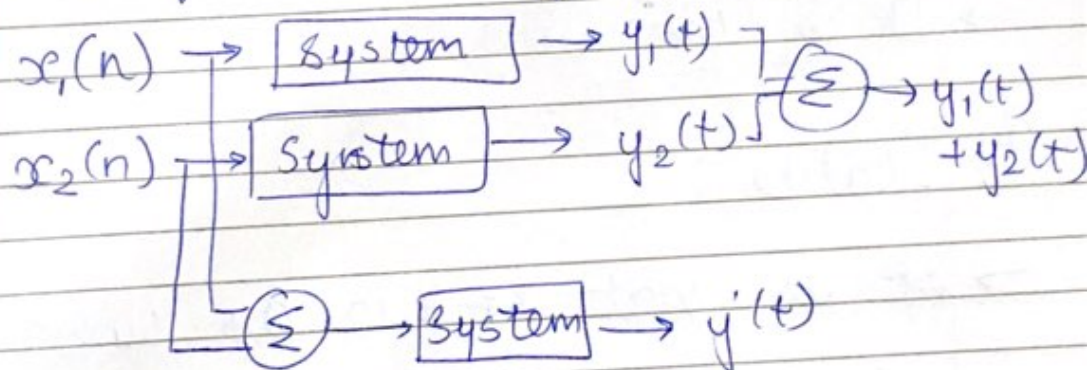 x₁(n) → System → y₁(t)
Σ → y₁(t)
x₂(n) → System → y₂(t)
+y₂(t)
Σ → System → y'(t)